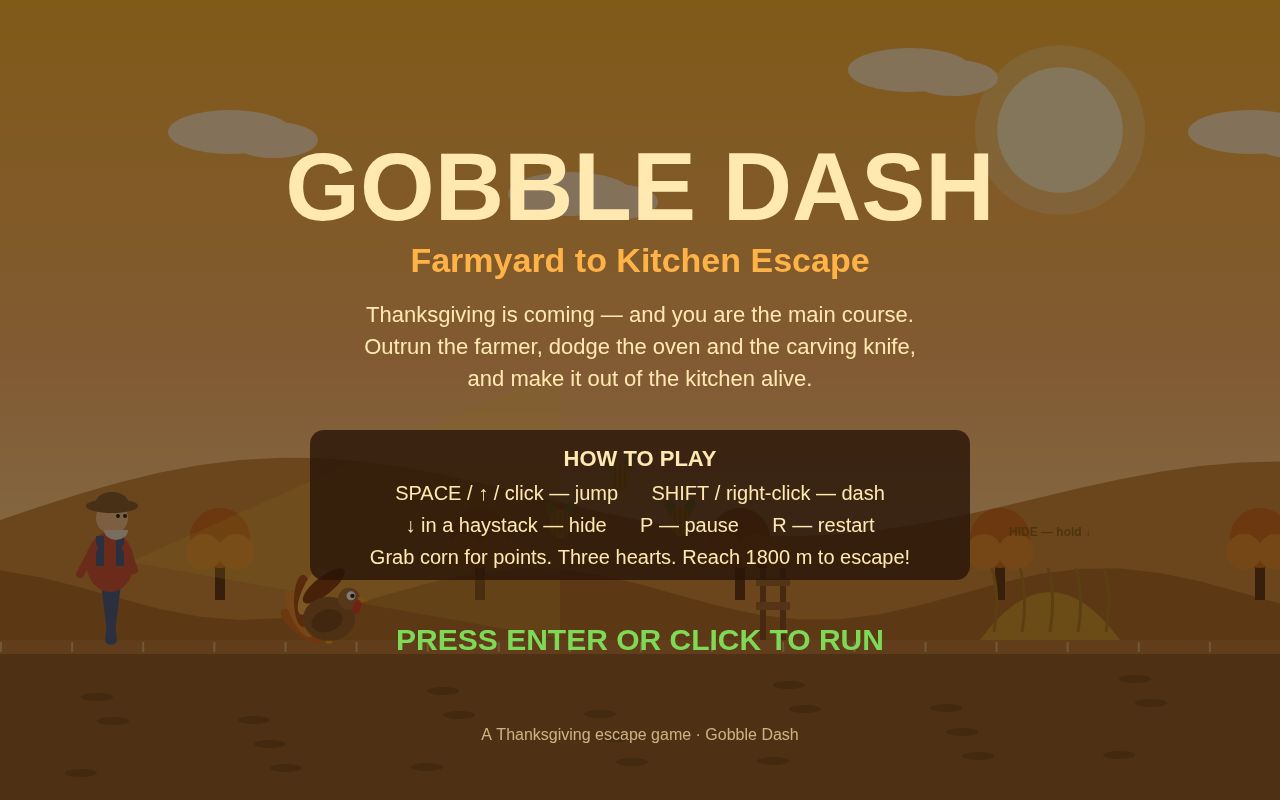 GOBBLE DASH
Farmyard to Kitchen Escape
Thanksgiving is coming — and you are the main course.
Outrun the farmer, dodge the oven and the carving knife,
and make it out of the kitchen alive.
HOW TO PLAY
SPACE / ↑ / click — jump SHIFT / right-click — dash
↓ in a haystack — hide P — pause R — restart
Grab corn for points. Three hearts. Reach 1800 m to escape!
HIDE — hold ↓
PRESS ENTER OR CLICK TO RUN
A Thanksgiving escape game · Gobble Dash